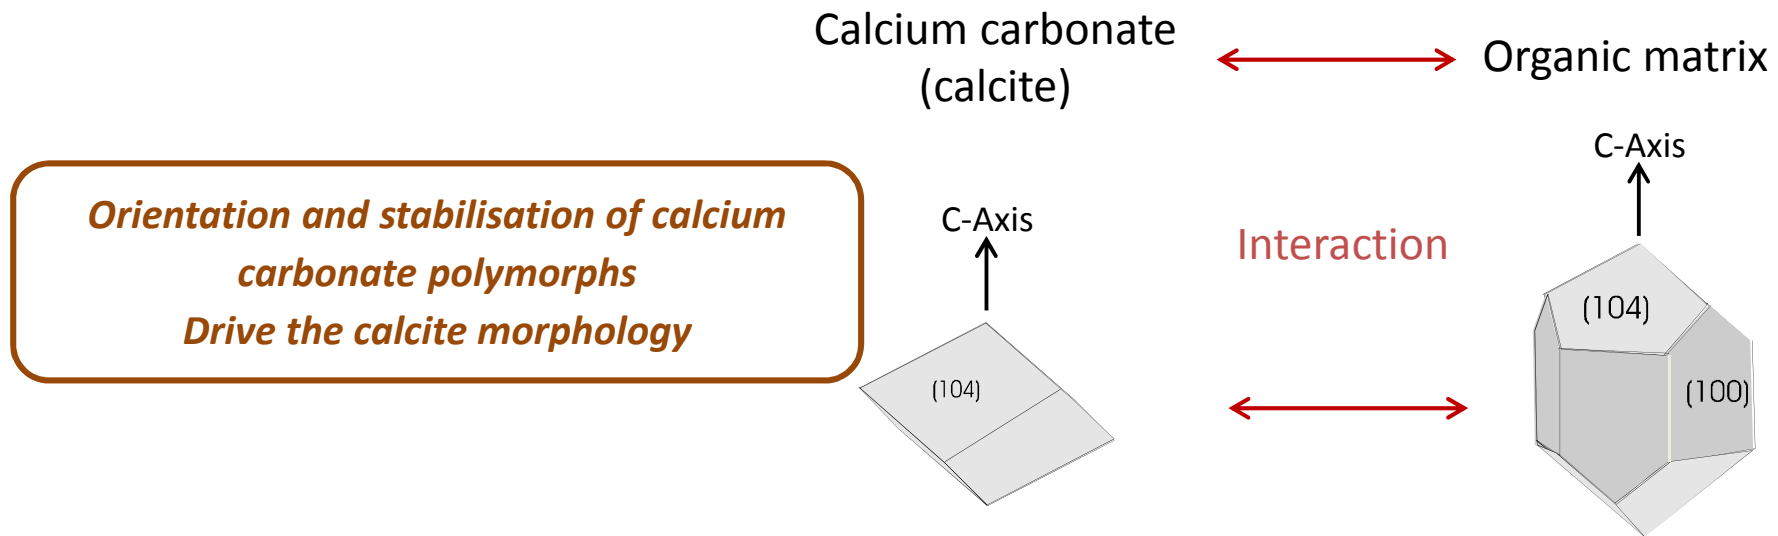 Calcium carbonate
(calcite)
Organic matrix
Orientation and stabilisation of calcium
carbonate polymorphs
Drive the calcite morphology
C-Axis
(104)
Interaction
C-Axis
(104)
(100)